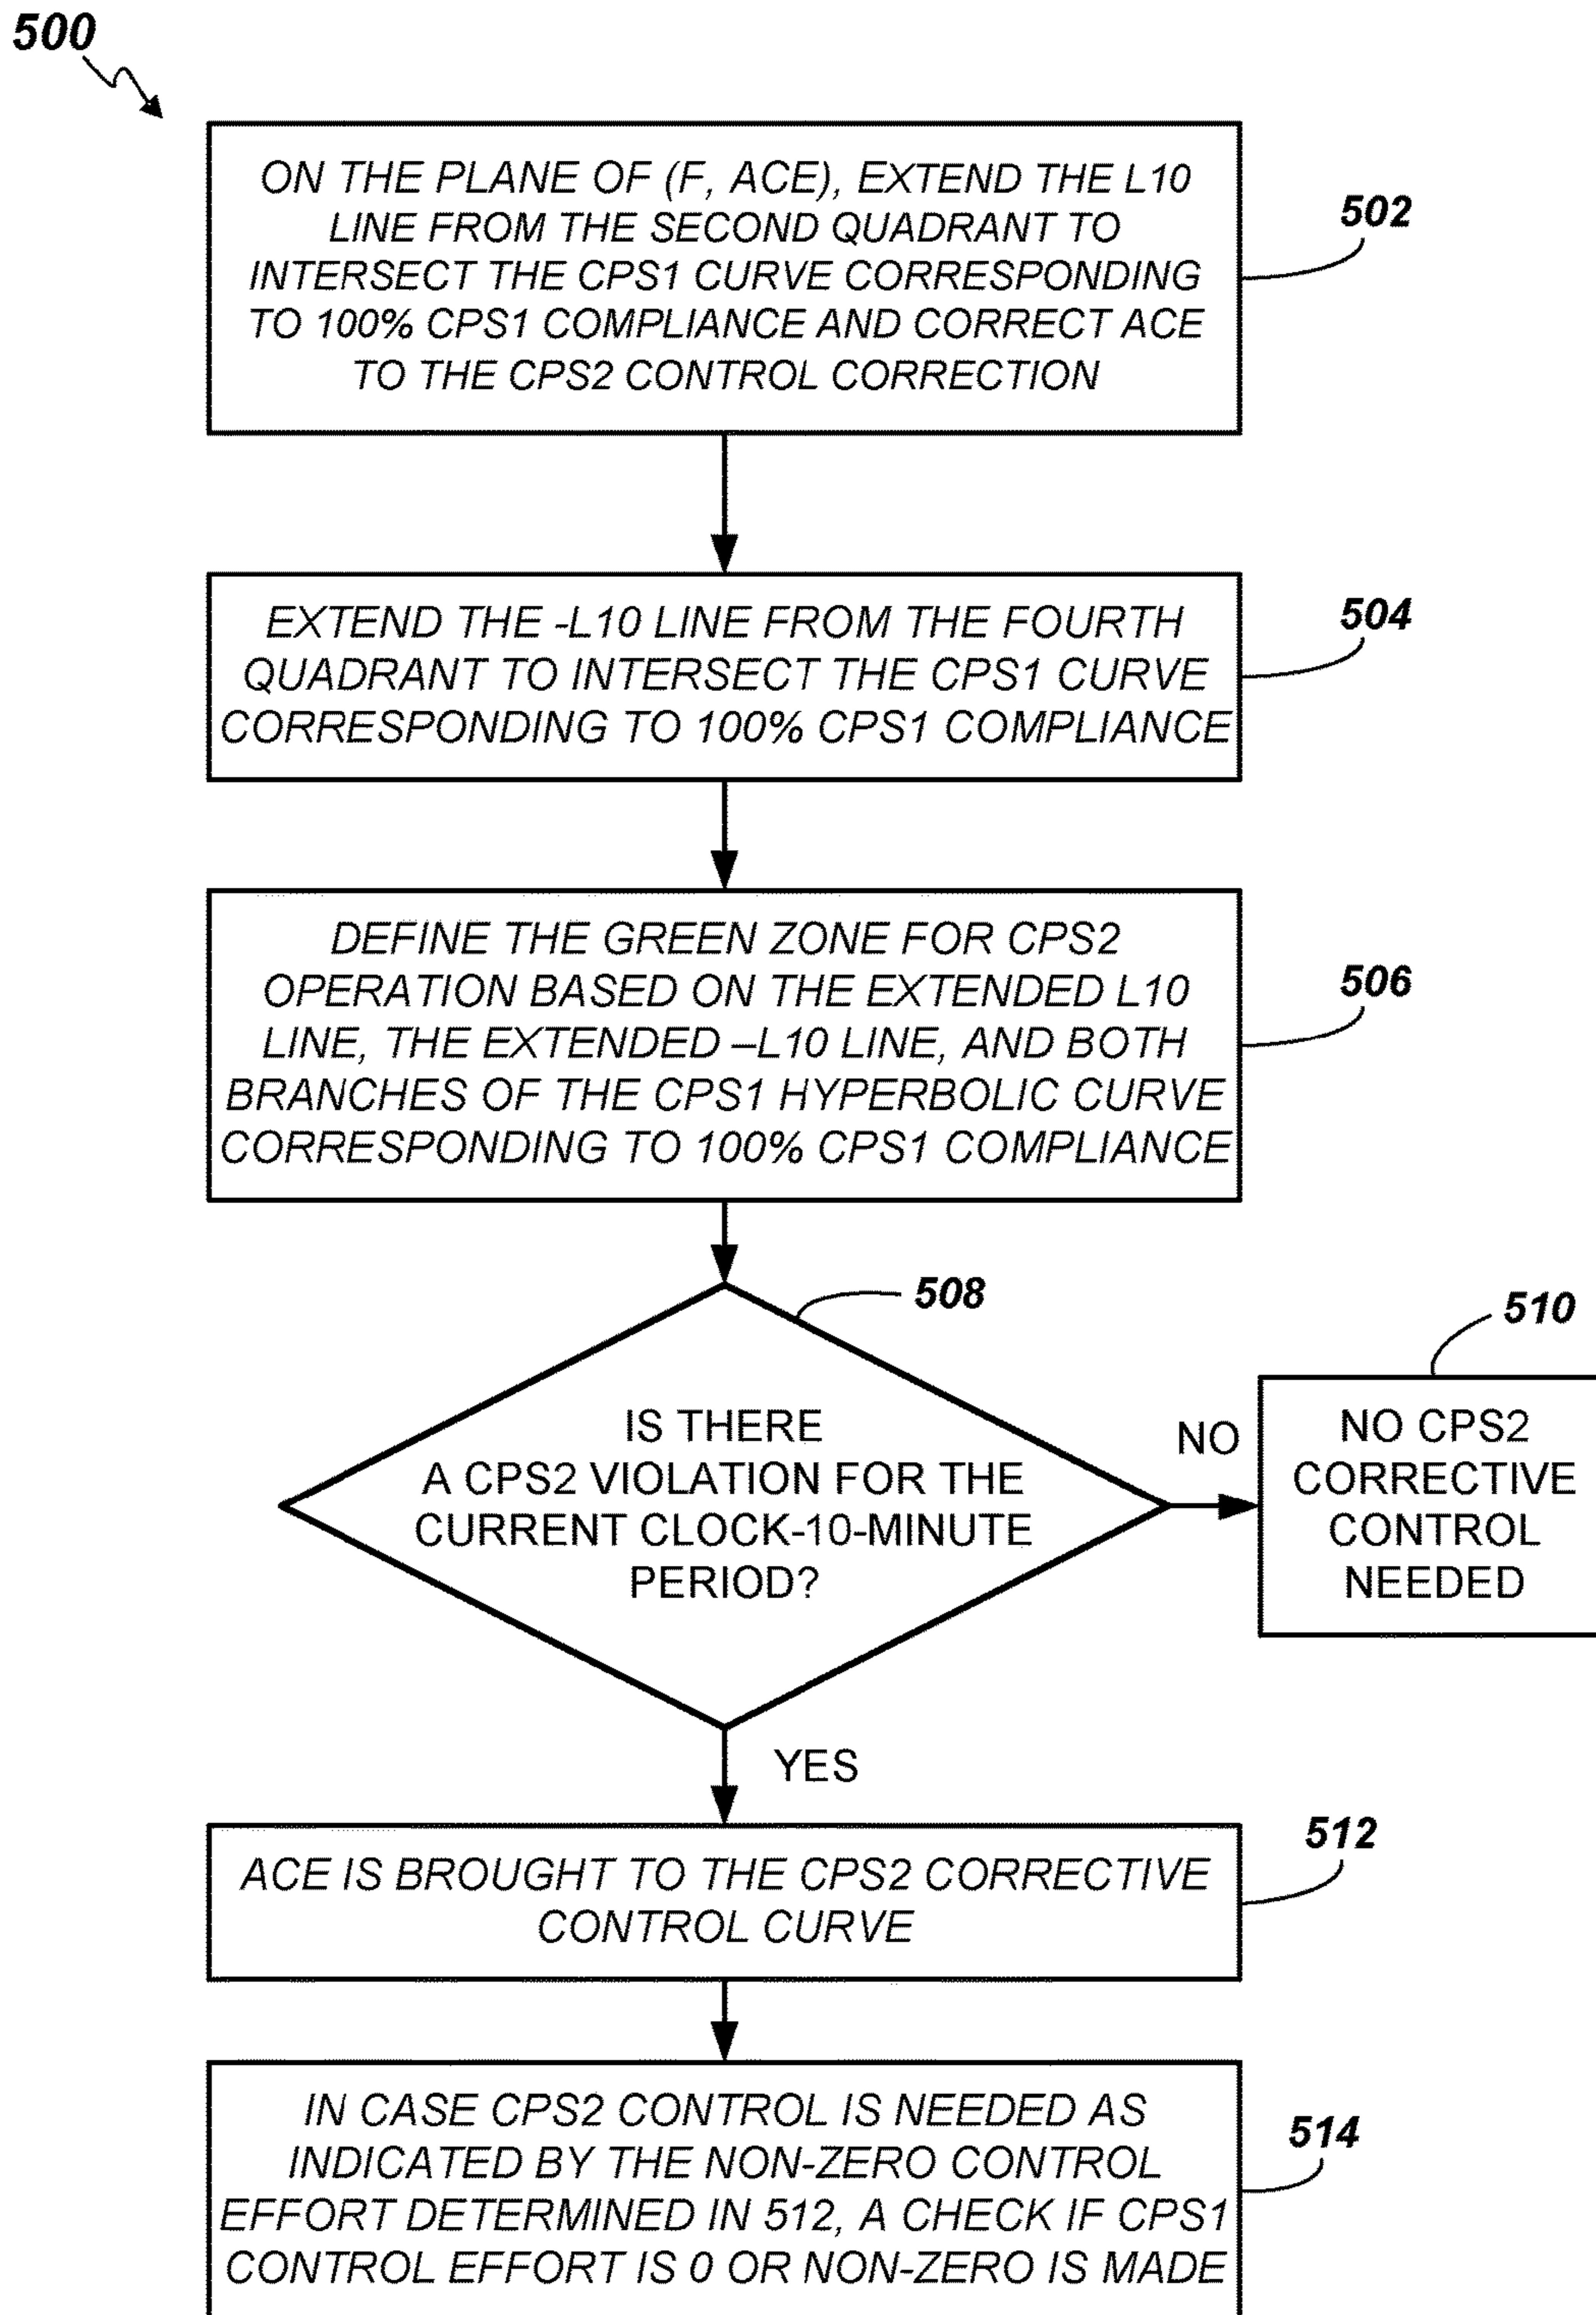 500
ON THE PLANE OF (F, ACE), EXTEND THE L10
LINE FROM THE SECOND QUADRANT TO
INTERSECT THE CPS1 CURVE CORRESPONDING
TO 100% CPS1 COMPLIANCE AND CORRECT ACE
TO THE CPS2 CONTROL CORRECTION
502
EXTEND THE -L10 LINE FROM THE FOURTH
QUADRANT TO INTERSECT THE CPS1 CURVE
CORRESPONDING TO 100% CPS1 COMPLIANCE
504
DEFINE THE GREEN ZONE FOR CPS2
OPERATION BASED ON THE EXTENDED L10
LINE, THE EXTENDED –L10 LINE, AND BOTH
BRANCHES OF THE CPS1 HYPERBOLIC CURVE
CORRESPONDING TO 100% CPS1 COMPLIANCE
506
508
IS THERE
A CPS2 VIOLATION FOR THE
CURRENT CLOCK-10-MINUTE
PERIOD?
NO
510
NO CPS2
CORRECTIVE
CONTROL
NEEDED
YES
512
ACE IS BROUGHT TO THE CPS2 CORRECTIVE
CONTROL CURVE
IN CASE CPS2 CONTROL IS NEEDED AS
INDICATED BY THE NON-ZERO CONTROL
EFFORT DETERMINED IN 512, A CHECK IF CPS1
CONTROL EFFORT IS 0 OR NON-ZERO IS MADE
514